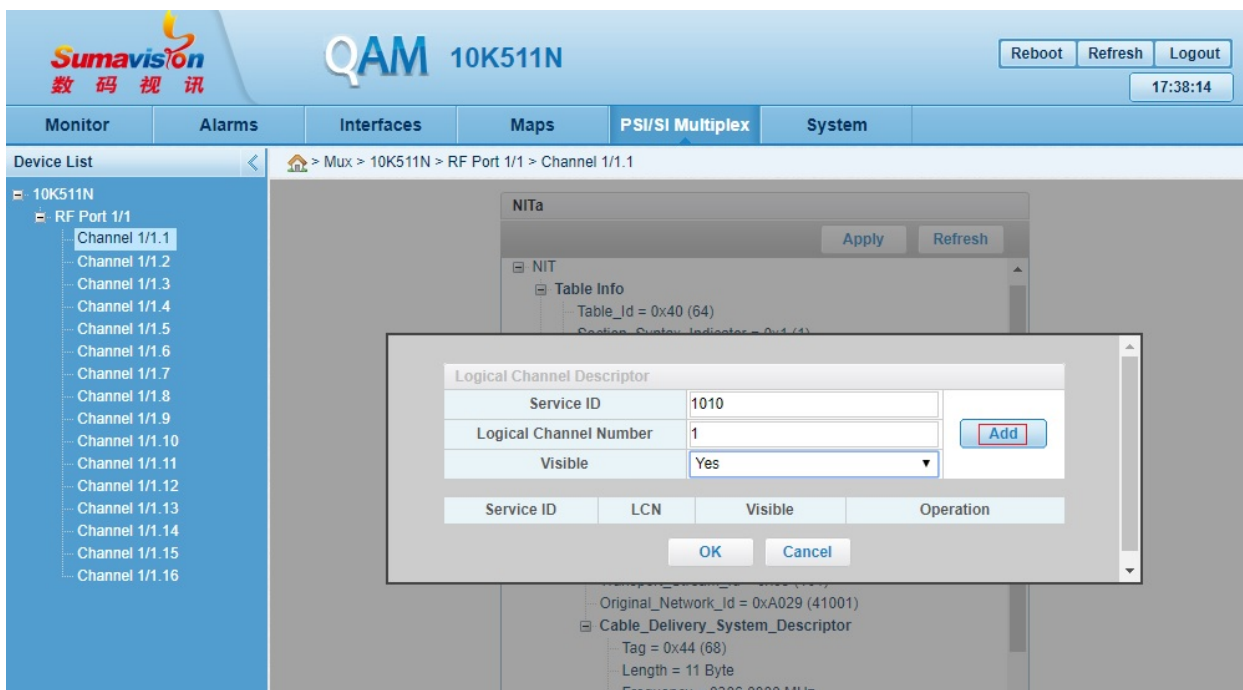 Sumavision
数 码 视 讯
QAM 10K511N
Reboot Refresh Logout
17:38:14
Monitor Alarms Interfaces Maps PSI/SI Multiplex System
Device List
> Mux > 10K511N > RF Port 1/1 > Channel 1/1.1
10K511N
RF Port 1/1
Channel 1/1.1
Channel 1/1.2
Channel 1/1.3
Channel 1/1.4
Channel 1/1.5
Channel 1/1.6
Channel 1/1.7
Channel 1/1.8
Channel 1/1.9
Channel 1/1.10
Channel 1/1.11
Channel 1/1.12
Channel 1/1.13
Channel 1/1.14
Channel 1/1.15
Channel 1/1.16
NITa
Apply Refresh
NIT
Table Info
Table_Id = 0x40 (64)
Section_Syntax_Indicator = 0x1 (1)
Logical Channel Descriptor
Service ID 1010
Logical Channel Number 1
Add
Visible Yes
Service ID LCN Visible Operation
OK Cancel
Original_Network_Id = 0xA029 (41001)
Cable_Delivery_System_Descriptor
Tag = 0x44 (68)
Length = 11 Byte